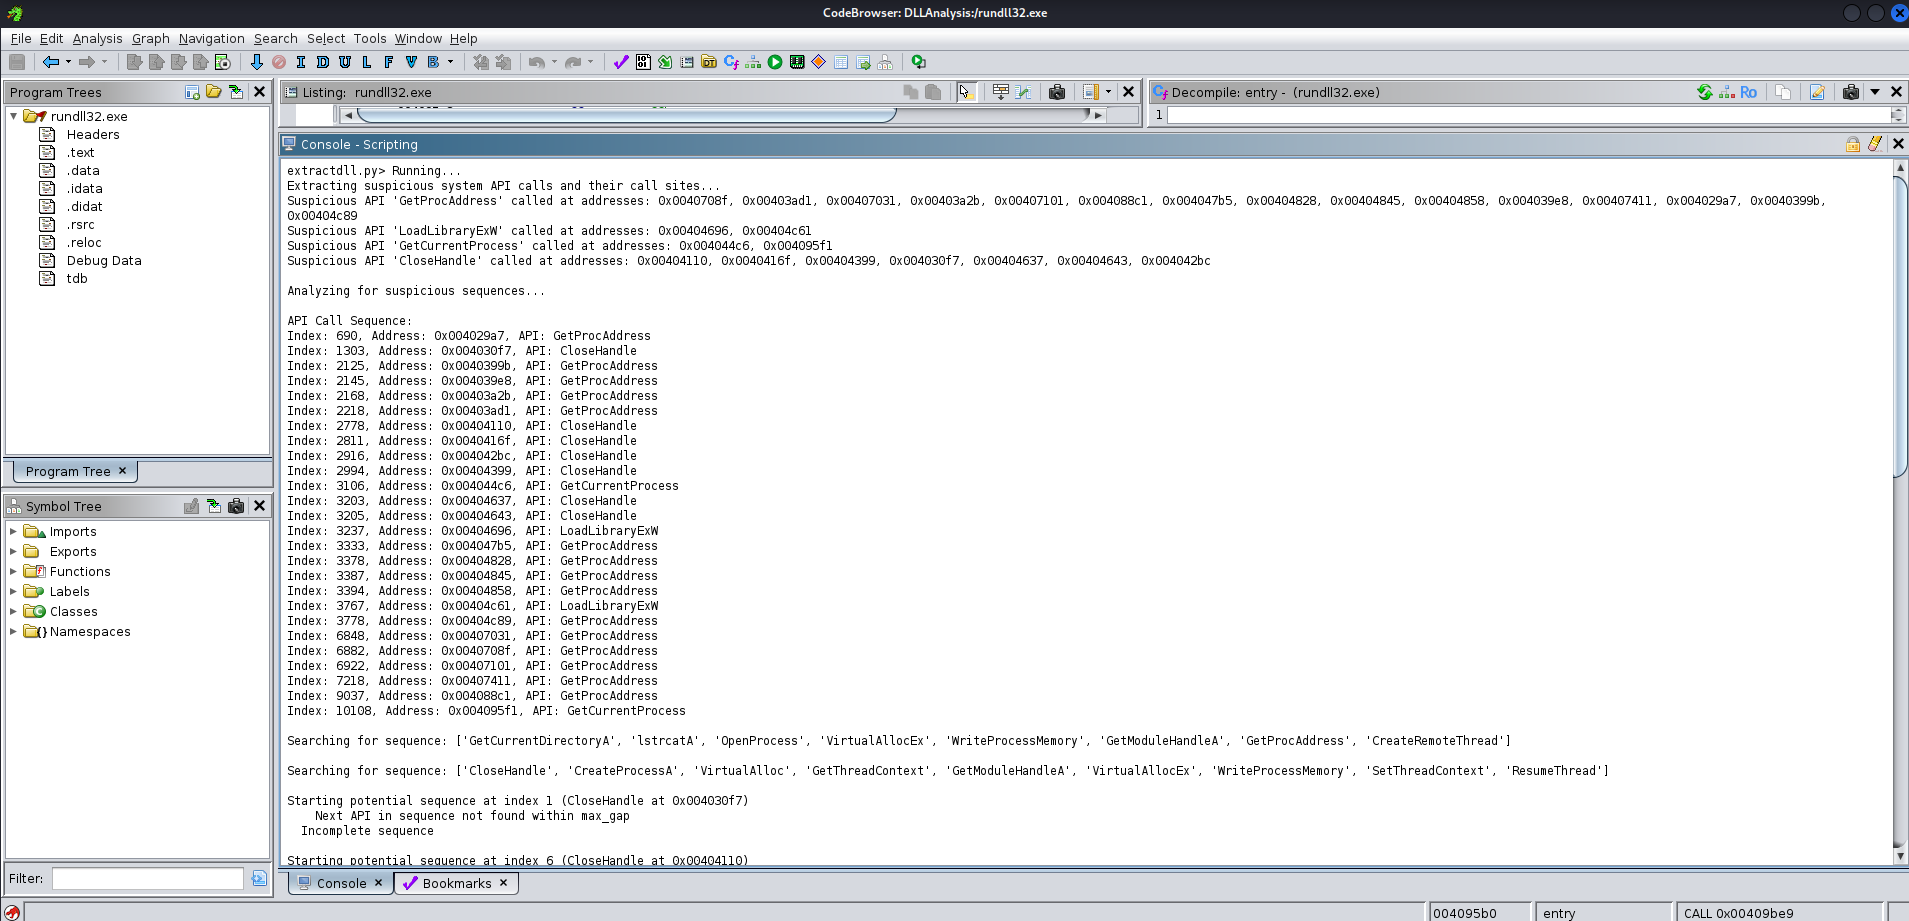 CodeBrowser: DLLAnalysis:/rundll32.exe
File Edit Analysis Graph Navigation Search Select Tools Window Help
I D U L F V B
Program Trees
rundll32.exe
Headers
.text
.data
.idata
.didat
.rsrc
.reloc
Debug Data
tdb
Program Tree
Symbol Tree
Imports
Exports
Functions
Labels
Classes
Namespaces
Filter:
Listing: rundll32.exe
Decompile: entry - (rundll32.exe)
Ro
1
Console - Scripting
extractdll.py> Running...
Extracting suspicious system API calls and their call sites...
Suspicious API 'GetProcAddress' called at addresses: 0x0040708f, 0x00403ad1, 0x00407031, 0x00403a2b, 0x00407101, 0x004088c1, 0x004047b5, 0x00404828, 0x00404845, 0x00404858, 0x004039e8, 0x00407411, 0x004029a7, 0x0040399b,
0x00404c89
Suspicious API 'LoadLibraryExW' called at addresses: 0x00404696, 0x00404c61
Suspicious API 'GetCurrentProcess' called at addresses: 0x004044c6, 0x004095f1
Suspicious API 'CloseHandle' called at addresses: 0x00404110, 0x0040416f, 0x00404399, 0x004030f7, 0x00404637, 0x00404643, 0x004042bc
Analyzing for suspicious sequences...
API Call Sequence:
Index: 690, Address: 0x004029a7, API: GetProcAddress
Index: 1303, Address: 0x004030f7, API: CloseHandle
Index: 2125, Address: 0x0040399b, API: GetProcAddress
Index: 2145, Address: 0x004039e8, API: GetProcAddress
Index: 2168, Address: 0x00403a2b, API: GetProcAddress
Index: 2218, Address: 0x00403ad1, API: GetProcAddress
Index: 2778, Address: 0x00404110, API: CloseHandle
Index: 2811, Address: 0x0040416f, API: CloseHandle
Index: 2916, Address: 0x004042bc, API: CloseHandle
Index: 2994, Address: 0x00404399, API: CloseHandle
Index: 3106, Address: 0x004044c6, API: GetCurrentProcess
Index: 3203, Address: 0x00404637, API: CloseHandle
Index: 3205, Address: 0x00404643, API: CloseHandle
Index: 3237, Address: 0x00404696, API: LoadLibraryExW
Index: 3333, Address: 0x004047b5, API: GetProcAddress
Index: 3378, Address: 0x00404828, API: GetProcAddress
Index: 3387, Address: 0x00404845, API: GetProcAddress
Index: 3394, Address: 0x00404858, API: GetProcAddress
Index: 3767, Address: 0x00404c61, API: LoadLibraryExW
Index: 3778, Address: 0x00404c89, API: GetProcAddress
Index: 6848, Address: 0x00407031, API: GetProcAddress
Index: 6882, Address: 0x0040708f, API: GetProcAddress
Index: 6922, Address: 0x00407101, API: GetProcAddress
Index: 7218, Address: 0x00407411, API: GetProcAddress
Index: 9037, Address: 0x004088c1, API: GetProcAddress
Index: 10108, Address: 0x004095f1, API: GetCurrentProcess
Searching for sequence: ['GetCurrentDirectoryA', 'lstrcatA', 'OpenProcess', 'VirtualAllocEx', 'WriteProcessMemory', 'GetModuleHandleA', 'GetProcAddress', 'CreateRemoteThread']
Searching for sequence: ['CloseHandle', 'CreateProcessA', 'VirtualAlloc', 'GetThreadContext', 'GetModuleHandleA', 'VirtualAllocEx', 'WriteProcessMemory', 'SetThreadContext', 'ResumeThread']
Starting potential sequence at index 1 (CloseHandle at 0x004030f7)
Next API in sequence not found within max_gap
Incomplete sequence
Starting potential sequence at index 6 (CloseHandle at 0x00404110)
Console
Bookmarks
004095b0
entry
CALL 0x00409be9